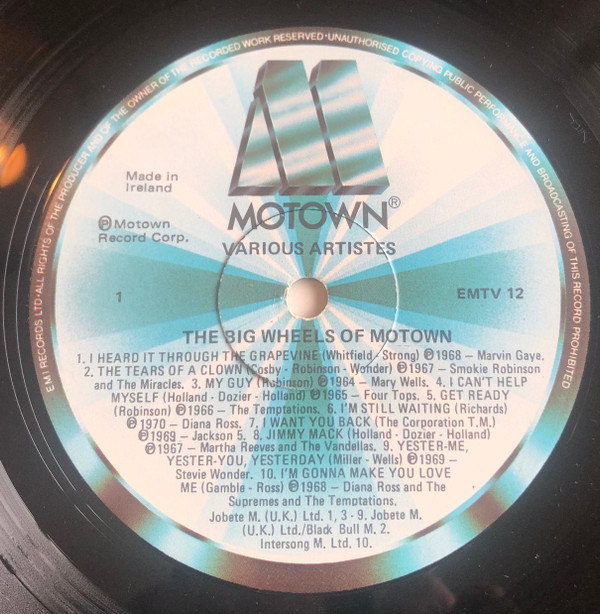 EMI RECORDS LTD·ALL RIGHTS OF THE PRODUCER AND OF THE OWNER OF THE RECORDED WORK RESERVED·UNAUTHORISED COPYING PUBLIC PERFORMANCE AND BROADCASTING OF THIS RECORD PROHIBITED
Made in
Ireland
MOTOWN®
℗ Motown
Record Corp.
VARIOUS ARTISTES
1
EMTV 12
THE BIG WHEELS OF MOTOWN
1. I HEARD IT THROUGH THE GRAPEVINE (Whitfield, Strong) ℗1968 – Marvin Gaye.
2. THE TEARS OF A CLOWN (Cosby - Robinson - Wonder) ℗1967 – Smokie Robinson
and The Miracles. 3. MY GUY (Robinson) ℗1964 – Mary Wells. 4. I CAN'T HELP
MYSELF (Holland - Dozier - Holland) ℗1965 – Four Tops. 5. GET READY
(Robinson) ℗1966 – The Temptations. 6. I'M STILL WAITING (Richards)
℗1970 – Diana Ross. 7. I WANT YOU BACK (The Corporation T.M.)
℗1969 – Jackson 5. 8. JIMMY MACK (Holland - Dozier - Holland)
℗1967 – Martha Reeves and The Vandellas. 9. YESTER-ME,
YESTER-YOU, YESTERDAY (Miller - Wells) ℗1969 –
Stevie Wonder. 10. I'M GONNA MAKE YOU LOVE
ME (Gamble - Ross) ℗1968 – Diana Ross and The
Supremes and The Temptations.
Jobete M. (U.K.) Ltd. 1, 3 - 9. Jobete M.
(U.K.) Ltd./Black Bull M. 2.
Intersong M. Ltd. 10.